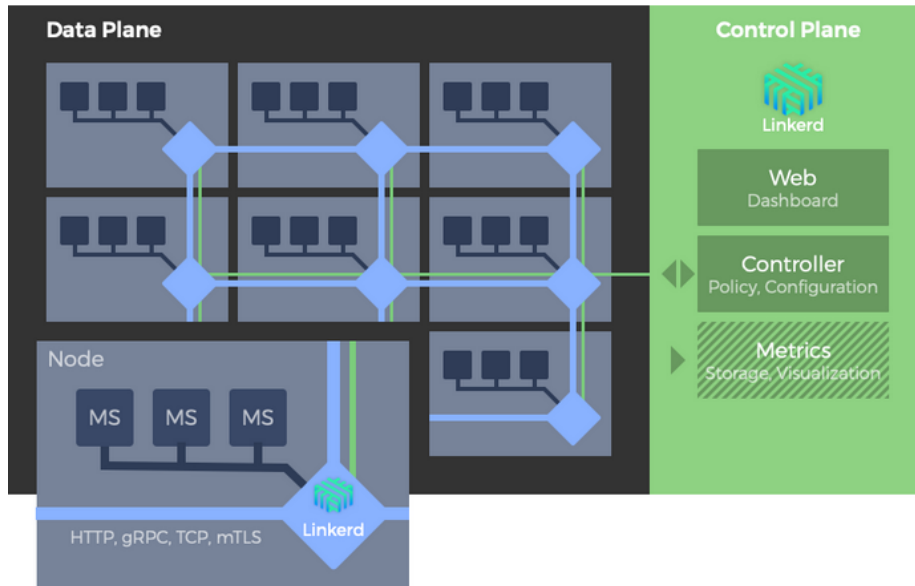 Data Plane
Control Plane
Linkerd
Web
Dashboard
Controller
Policy, Configuration
Metrics
Storage, Visualization
Node
MS MS MS
Linkerd
HTTP, gRPC, TCP, mTLS